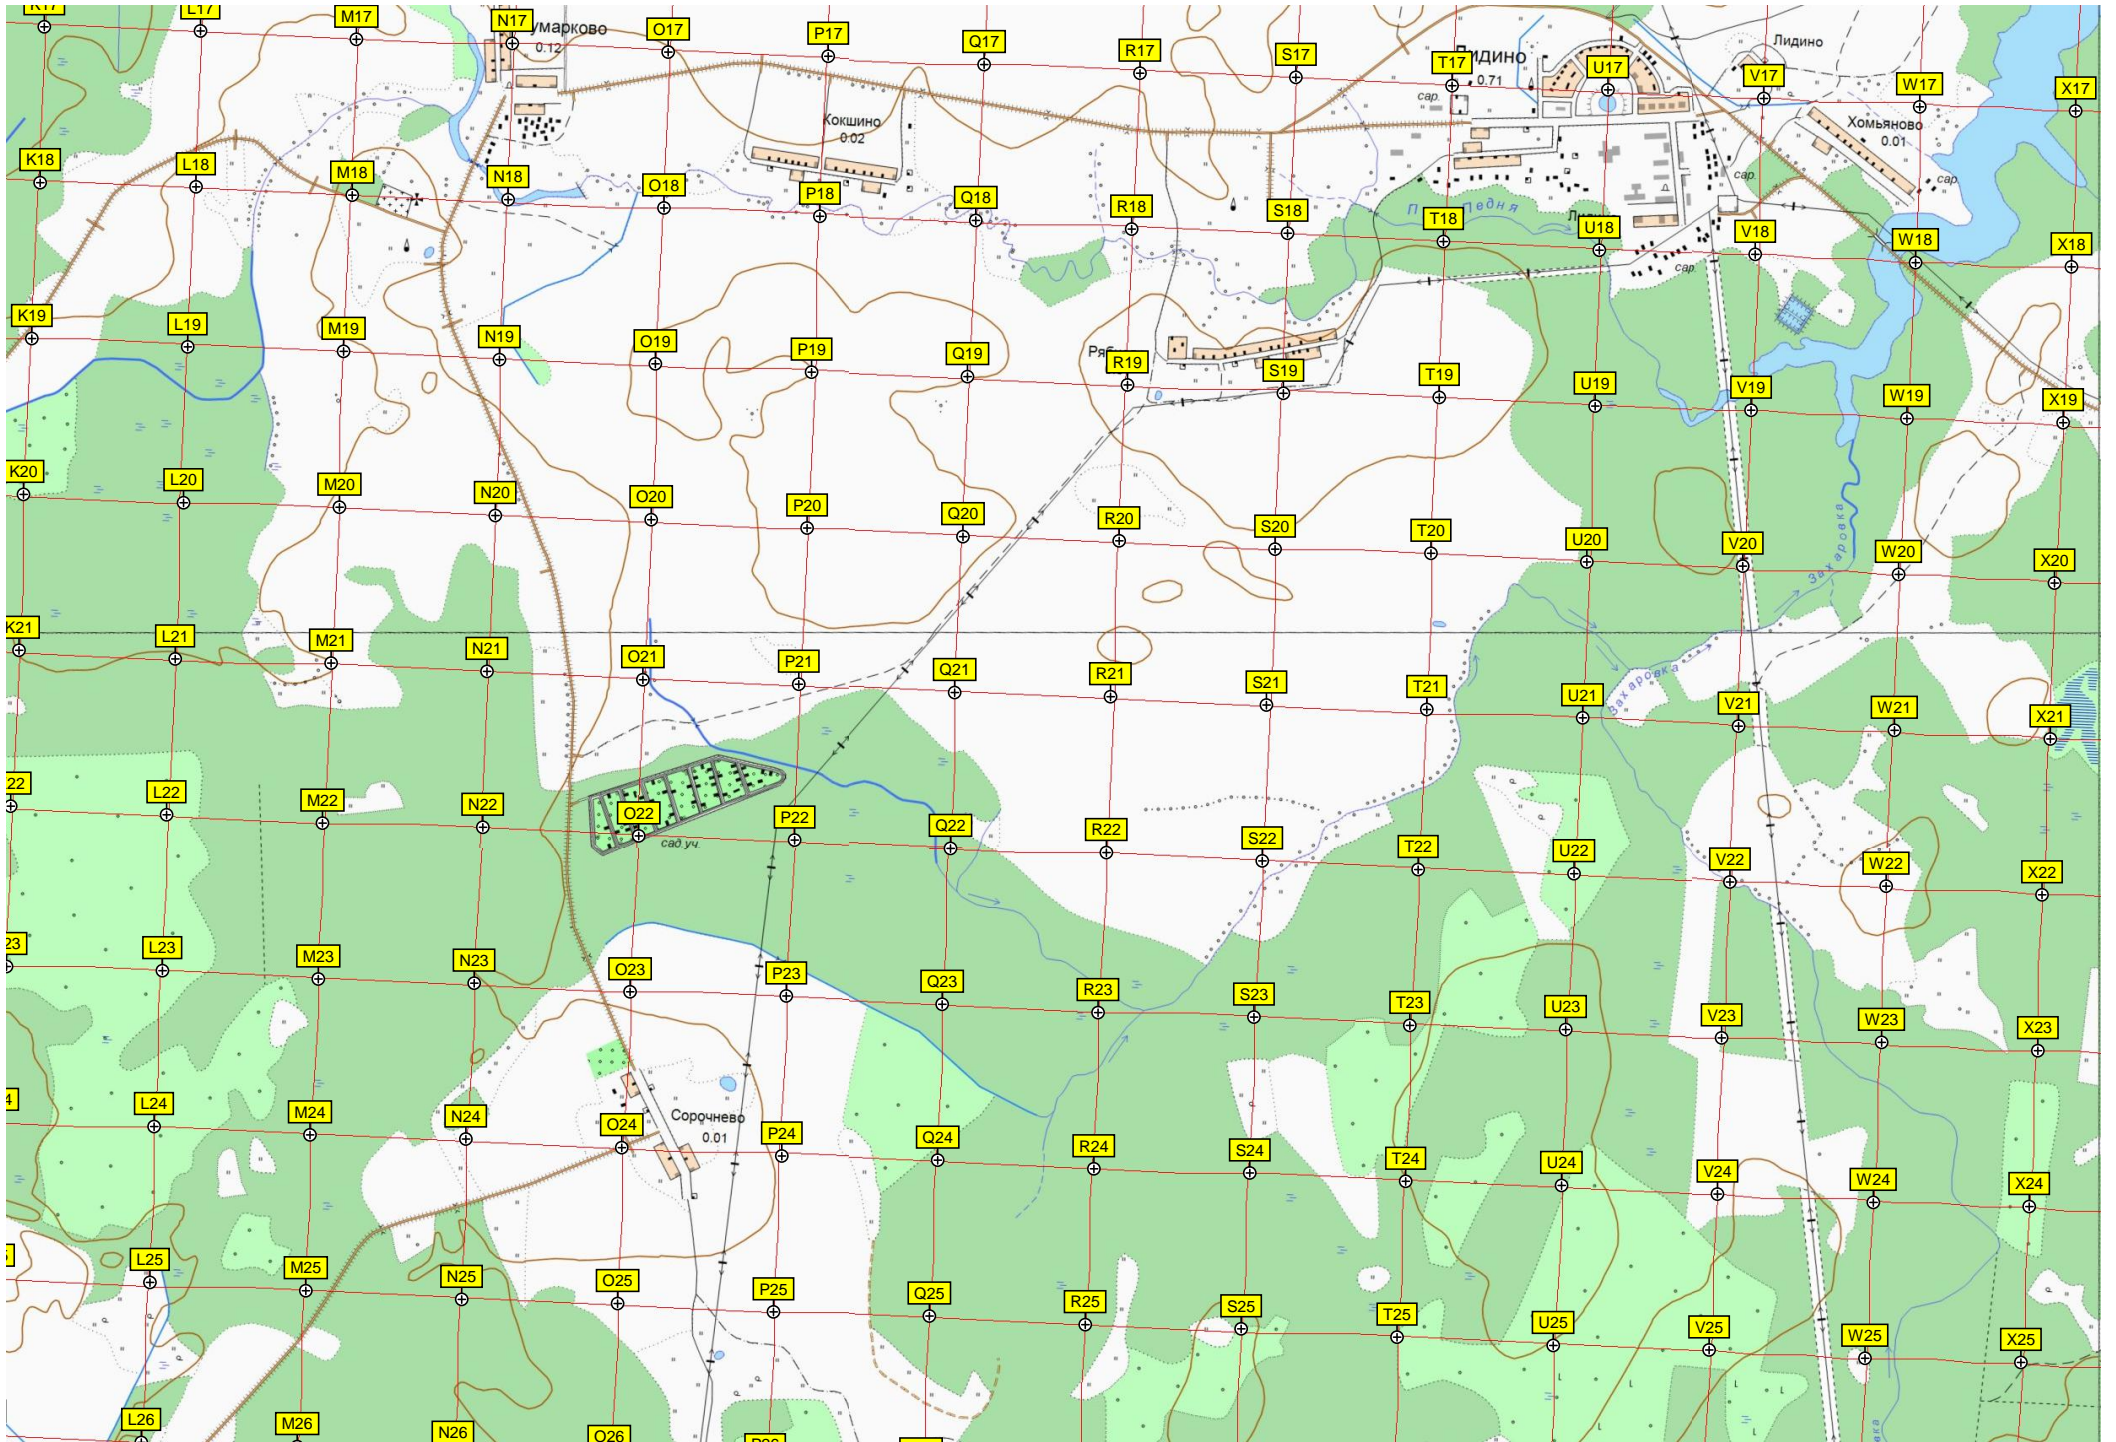 K17 L17 M17 N17 O17 P17 Q17 R17 S17 T17 U17 V17 W17 X17
умарково
0.12
Кокшино
0.02
идино
0.71
сар.
Лидино
Хомьяново
0.01
сар.
сар.
сар.
K18 L18 M18 N18 O18 P18 Q18 R18 S18 T18 U18 V18 W18 X18
Педня
K19 L19 M19 N19 O19 P19 Q19 R19 S19 T19 U19 V19 W19 X19
K20 L20 M20 N20 O20 P20 Q20 R20 S20 T20 U20 V20 W20 X20
Захаровка
K21 L21 M21 N21 O21 P21 Q21 R21 S21 T21 U21 V21 W21 X21
Захаровка
22 L22 M22 N22 O22 P22 Q22 R22 S22 T22 U22 V22 W22 X22
сад.уч.
23 L23 M23 N23 O23 P23 Q23 R23 S23 T23 U23 V23 W23 X23
4 L24 M24 N24 O24 P24 Q24 R24 S24 T24 U24 V24 W24 X24
Сорочнево
0.01
L25 M25 N25 O25 P25 Q25 R25 S25 T25 U25 V25 W25 X25
L26 M26 N26 O26